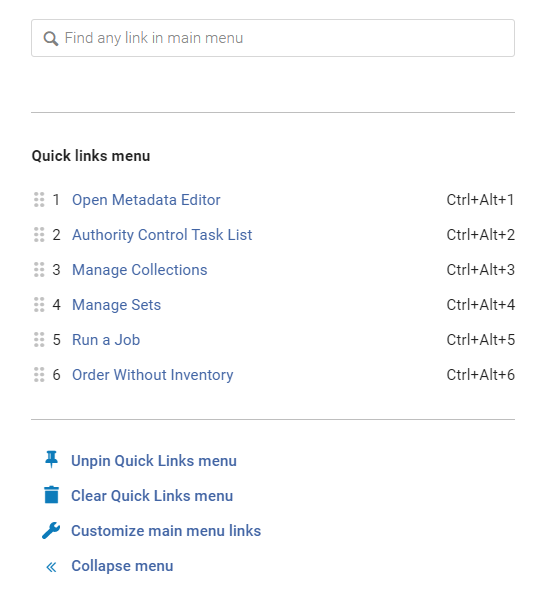 Find any link in main menu
Quick links menu
1 Open Metadata Editor Ctrl+Alt+1
2 Authority Control Task List Ctrl+Alt+2
3 Manage Collections Ctrl+Alt+3
4 Manage Sets Ctrl+Alt+4
5 Run a Job Ctrl+Alt+5
6 Order Without Inventory Ctrl+Alt+6
Unpin Quick Links menu
Clear Quick Links menu
Customize main menu links
Collapse menu